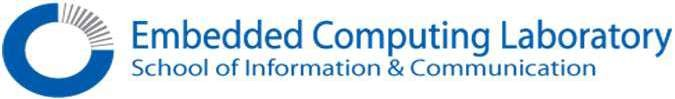 Embedded Computing Laboratory
School of Information & Communication